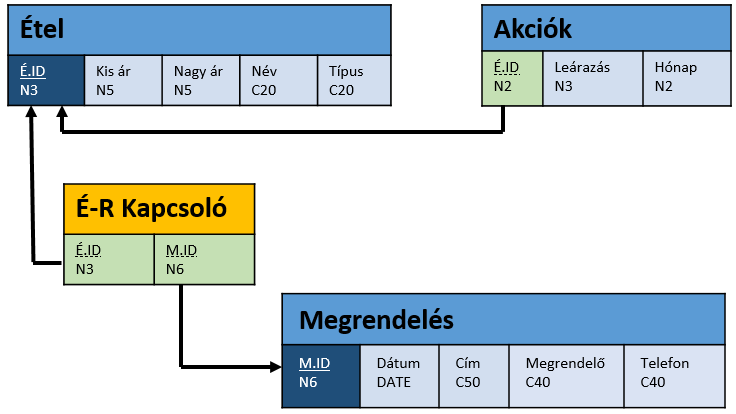 Étel
É.ID
N3
Kis ár
N5
Nagy ár
N5
Név
C20
Típus
C20
Akciók
É.ID
N2
Leárazás
N3
Hónap
N2
É-R Kapcsoló
É.ID
N3
M.ID
N6
Megrendelés
M.ID
N6
Dátum
DATE
Cím
C50
Megrendelő
C40
Telefon
C40